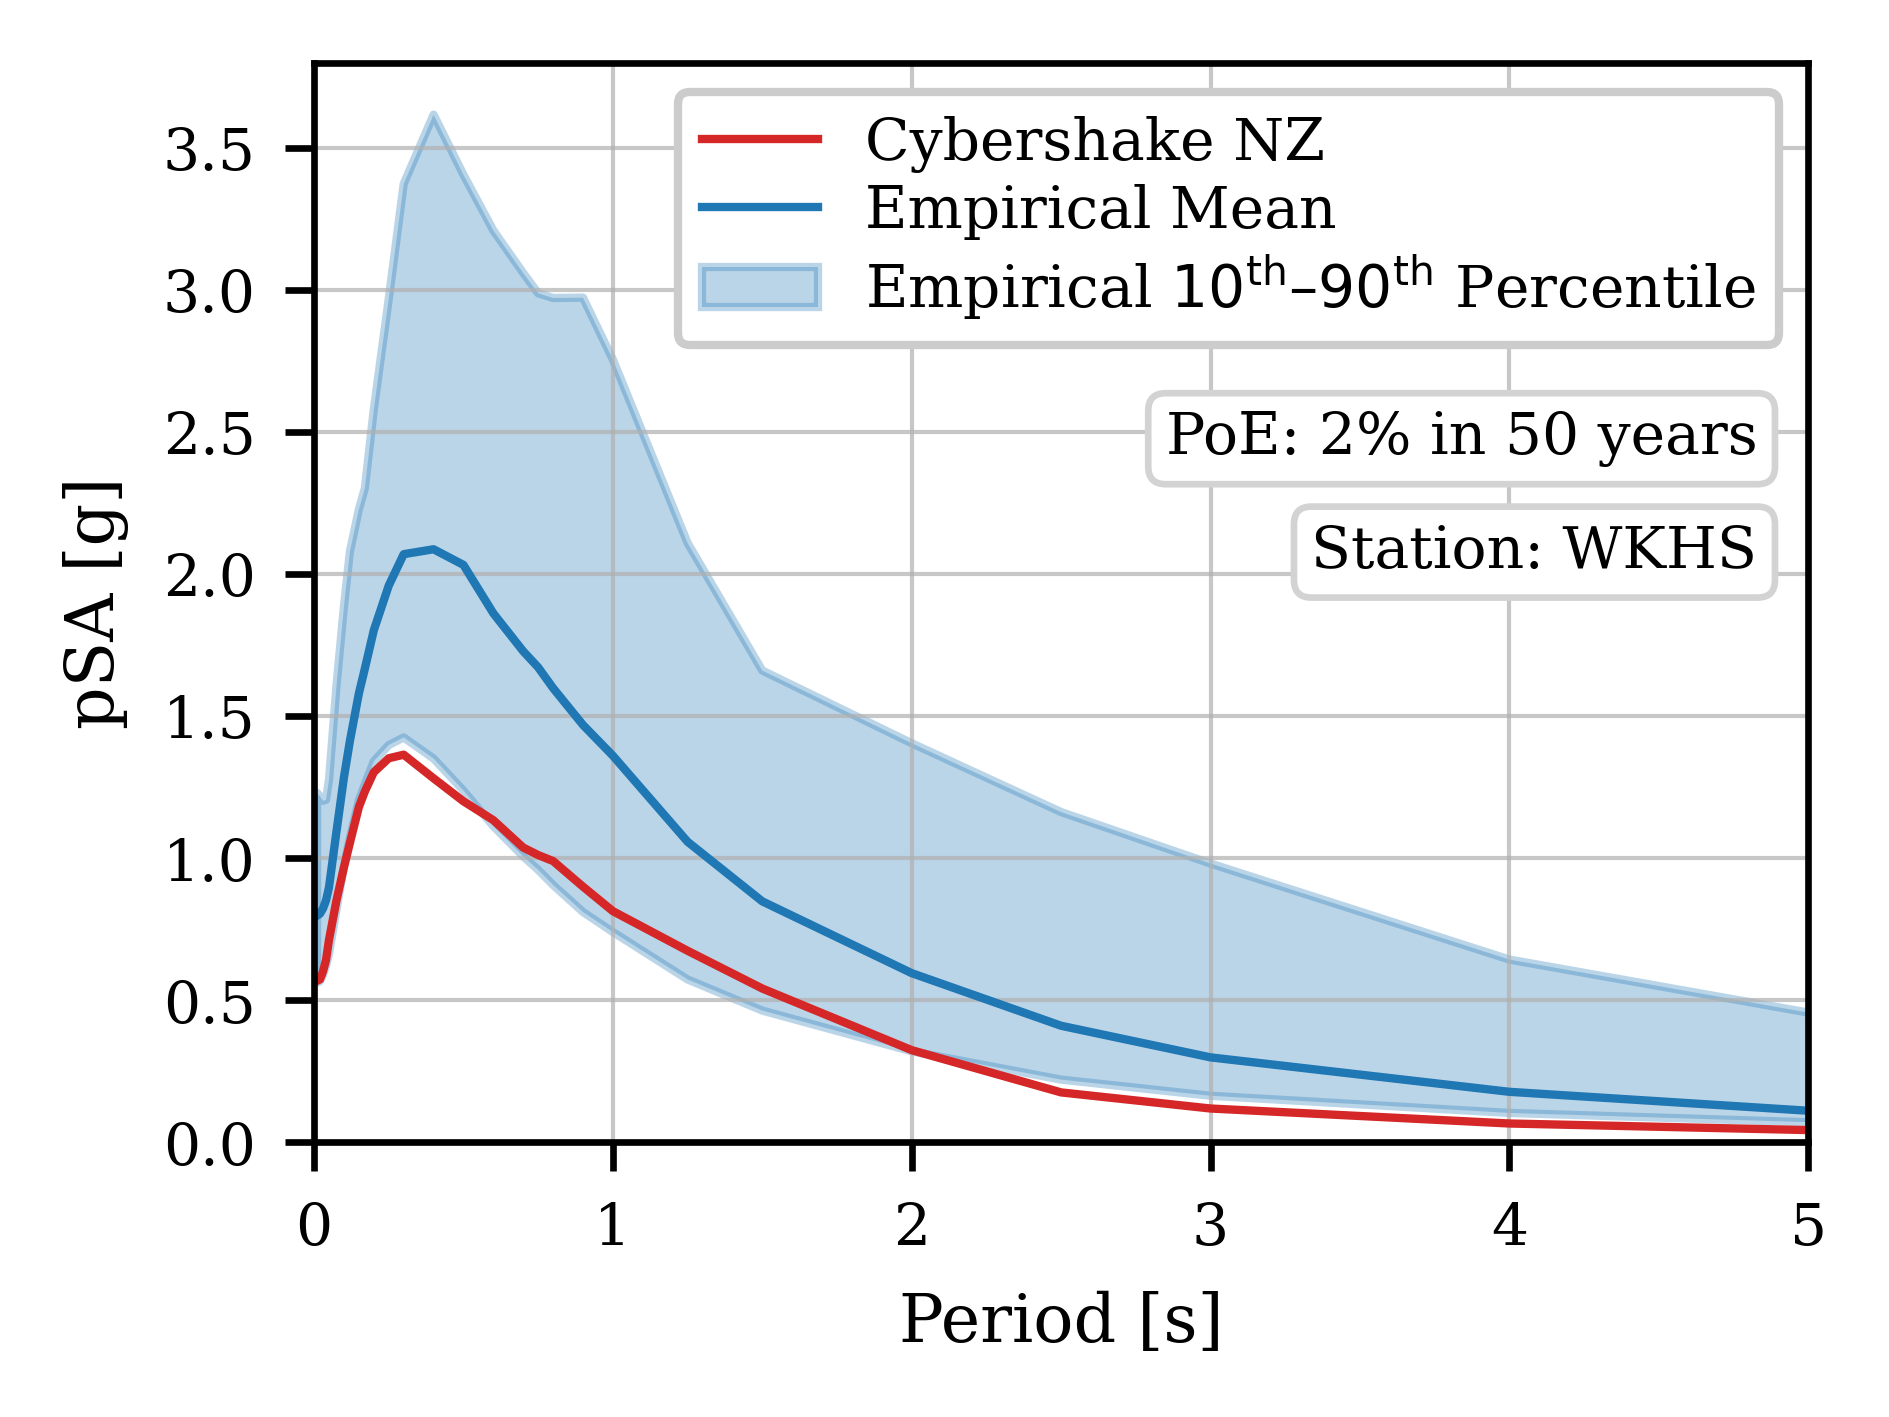 Cybershake NZ
Empirical Mean
Empirical 10th–90th Percentile
PoE: 2% in 50 years
Station: WKHS
pSA [g]
3.5
3.0
2.5
2.0
1.5
1.0
0.5
0.0
0 1 2 3 4 5
Period [s]